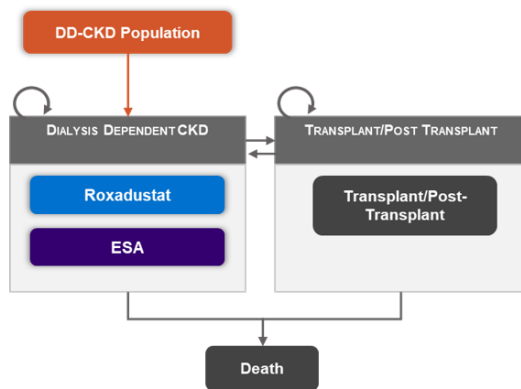 DD-CKD Population
DIALYSIS DEPENDENT CKD
TRANSPLANT/POST TRANSPLANT
Roxadustat
ESA
Transplant/Post-
Transplant
Death